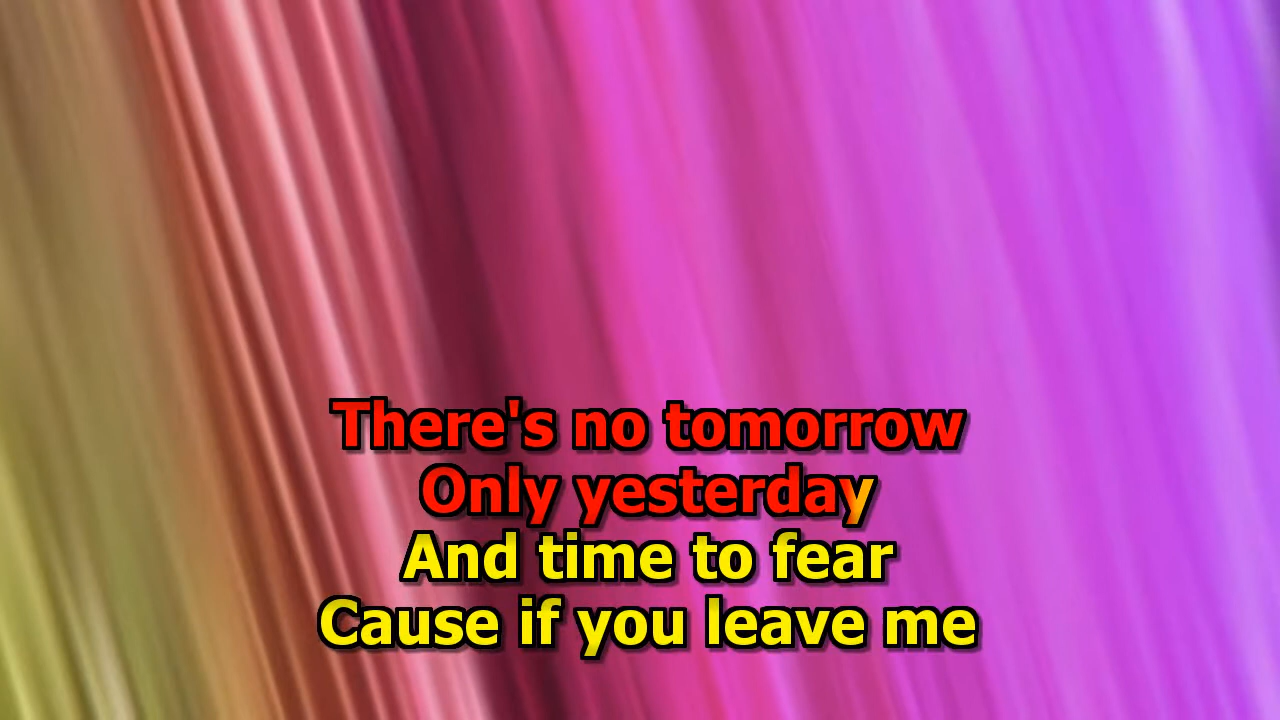 There's no tomorrow
Only yesterday
And time to fear
Cause if you leave me